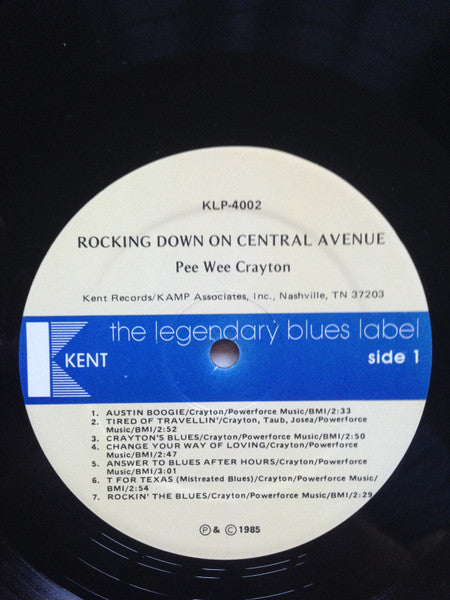 KLP-4002
ROCKING DOWN ON CENTRAL AVENUE
Pee Wee Crayton
Kent Records/KAMP Associates, Inc., Nashville, TN 37203
the legendary blues label
KENT
side 1
1. AUSTIN BOOGIE/Crayton/Powerforce Music/BMI/2:33
2. TIRED OF TRAVELLIN'/Crayton, Taub, Josea/Powerforce
Music/BMI/2:52
3. CRAYTON'S BLUES/Crayton/Powerforce Music/BMI/2:50
4. CHANGE YOUR WAY OF LOVING/Crayton/Powerforce Music/
BMI/2:47
5. ANSWER TO BLUES AFTER HOURS/Crayton/Powerforce Music/
BMI/3:01
6. T FOR TEXAS (Mistreated Blues)/Crayton/Powerforce Music/
BMI/2:54
7. ROCKIN' THE BLUES/Crayton/Powerforce Music/BMI/2:29
Ⓟ & © 1985